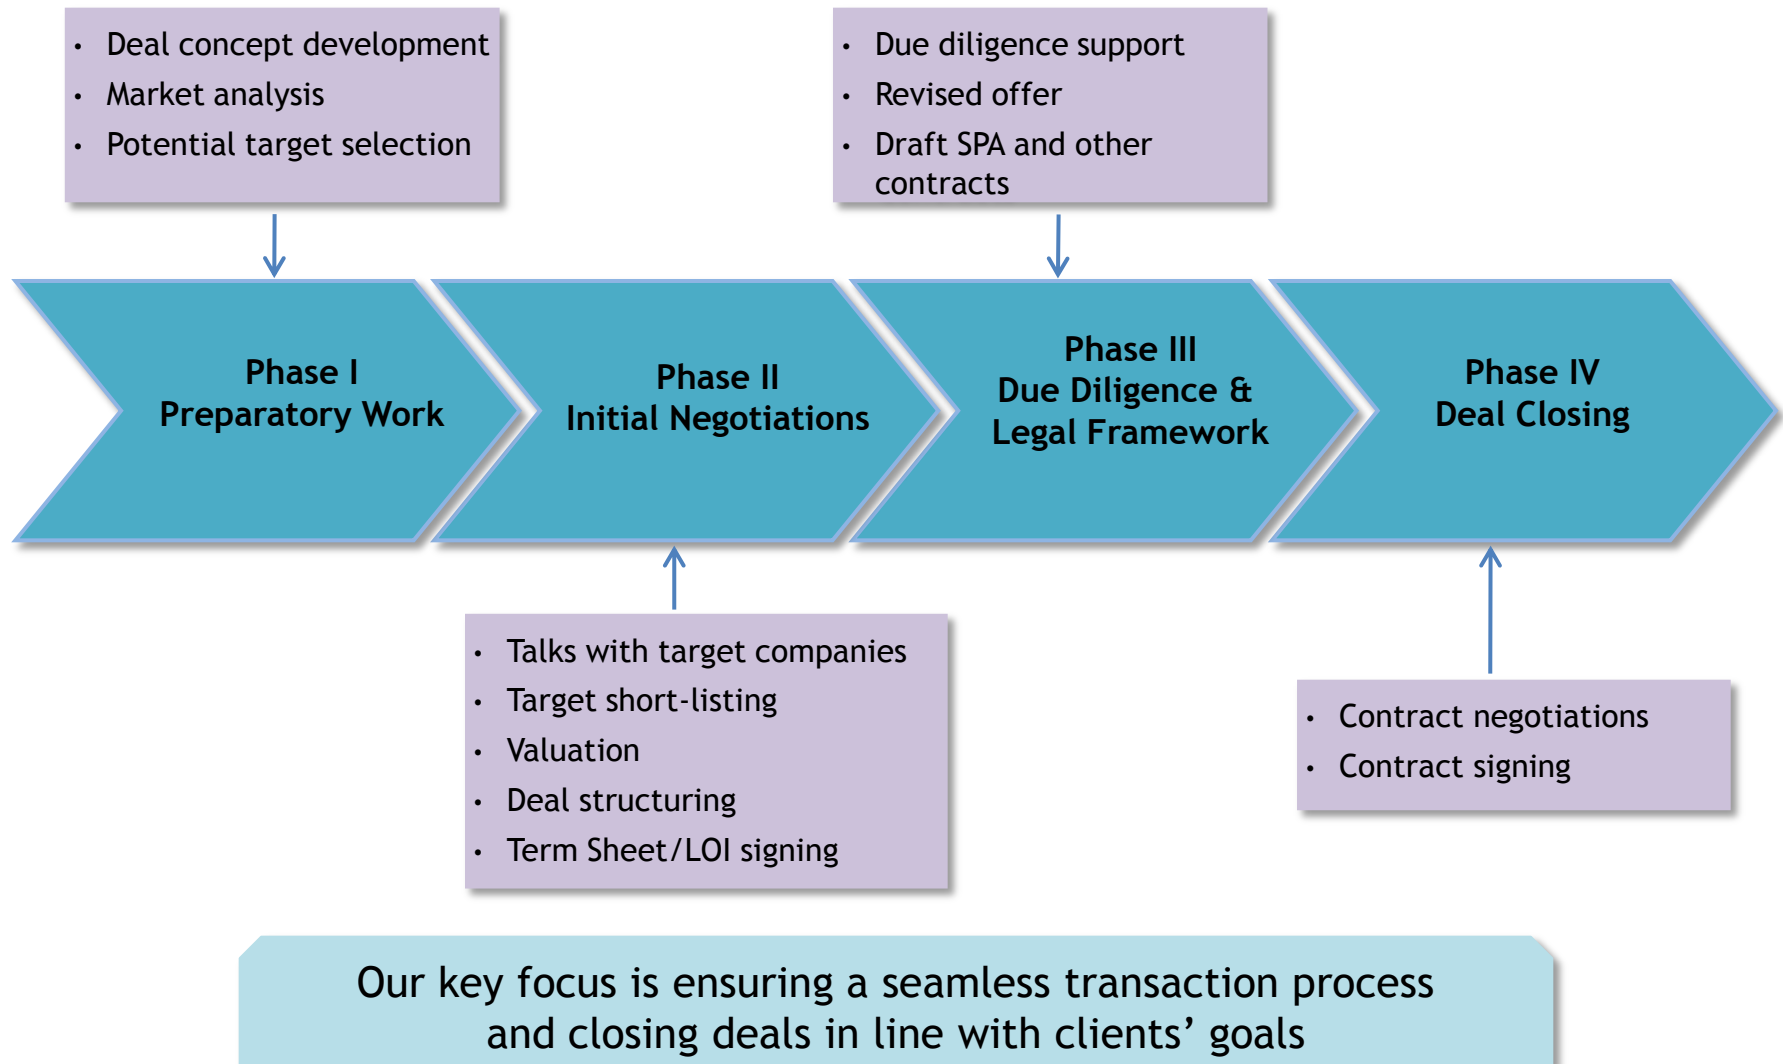 • Deal concept development
• Market analysis
• Potential target selection
• Due diligence support
• Revised offer
• Draft SPA and other
contracts
Phase I
Preparatory Work
Phase II
Initial Negotiations
Phase III
Due Diligence &
Legal Framework
Phase IV
Deal Closing
• Talks with target companies
• Target short-listing
• Valuation
• Deal structuring
• Term Sheet/LOI signing
• Contract negotiations
• Contract signing
Our key focus is ensuring a seamless transaction process
and closing deals in line with clients’ goals